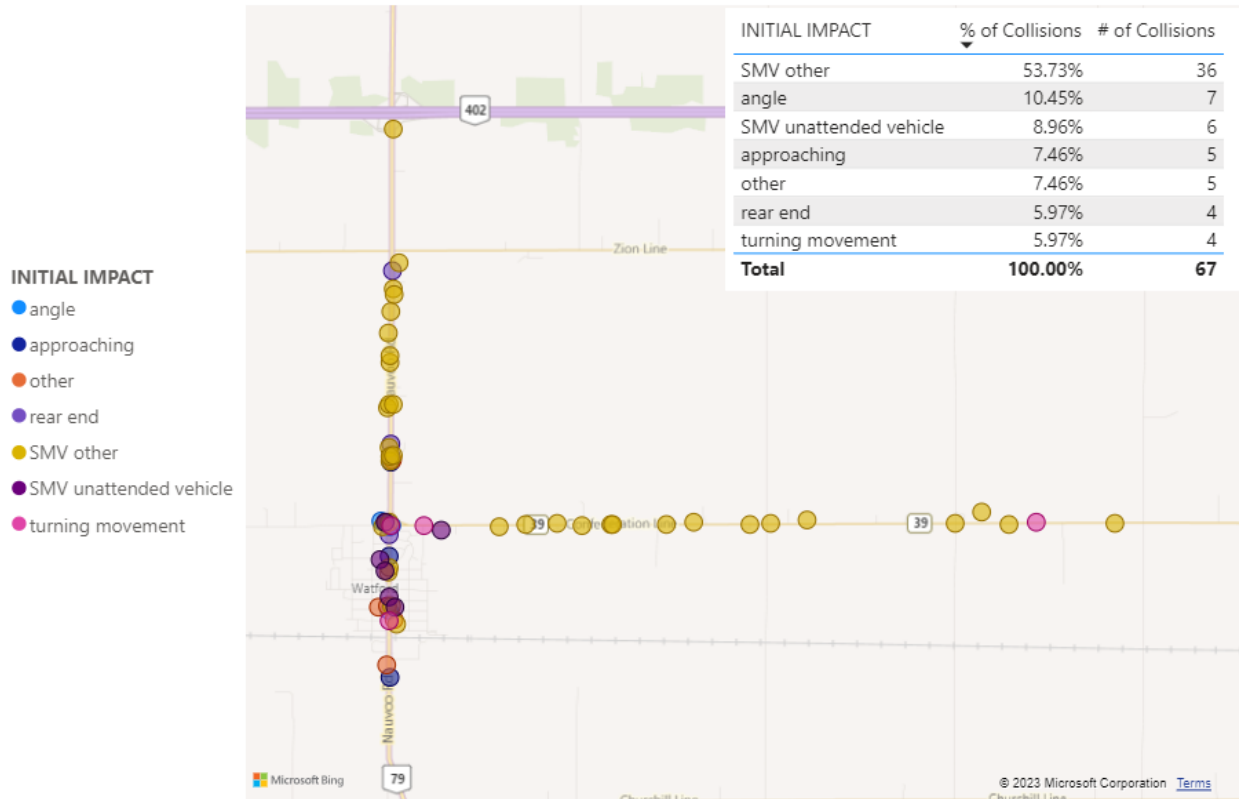 INITIAL IMPACT % of Collisions # of Collisions
SMV other 53.73% 36
angle 10.45% 7
SMV unattended vehicle 8.96% 6
approaching 7.46% 5
other 7.46% 5
rear end 5.97% 4
turning movement 5.97% 4
Total 100.00% 67
402
Zion Line
INITIAL IMPACT
angle
approaching
other
rear end
SMV other
SMV unattended vehicle
turning movement
39
39
Watford
Nauvoo
79
Microsoft Bing
© 2023 Microsoft Corporation Terms